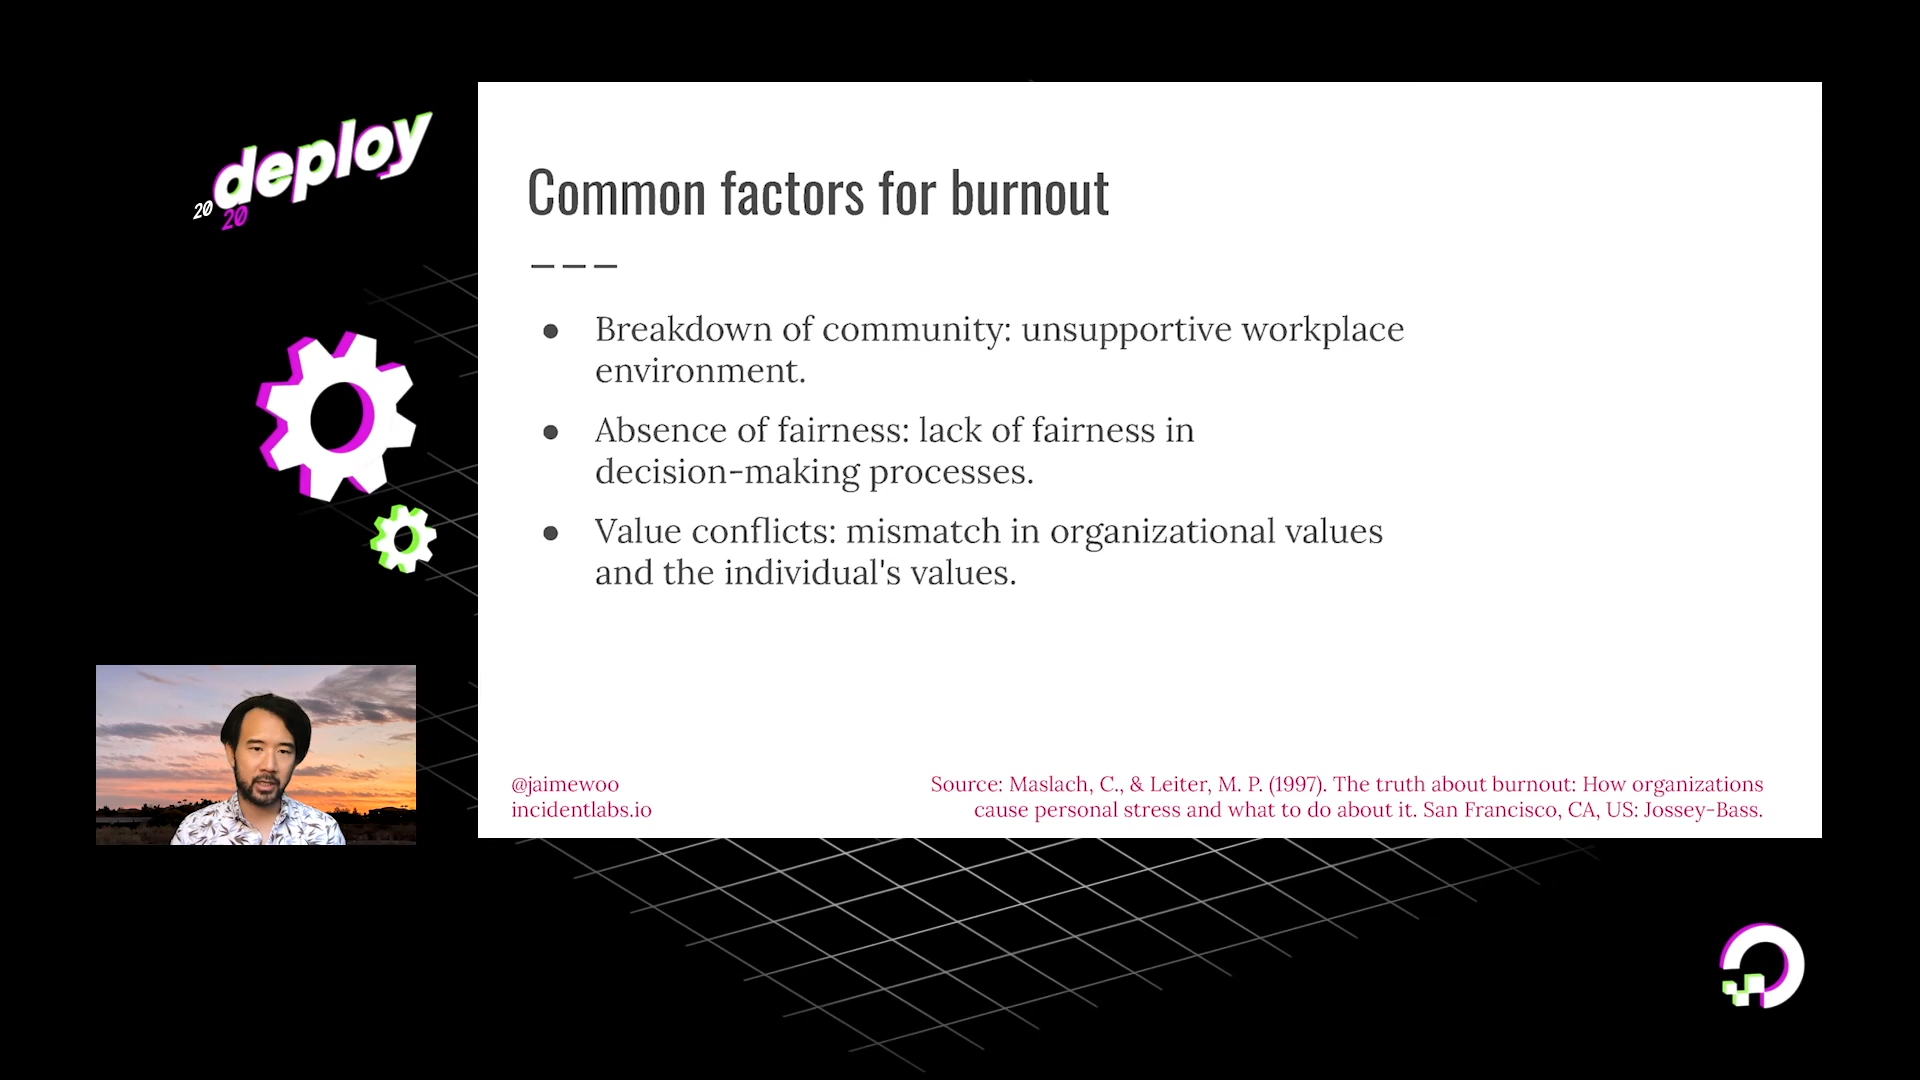 deploy
20
20
Common factors for burnout
● Breakdown of community: unsupportive workplace
environment.
● Absence of fairness: lack of fairness in
decision-making processes.
● Value conflicts: mismatch in organizational values
and the individual's values.
@jaimewoo
incidentlabs.io
Source: Maslach, C., & Leiter, M. P. (1997). The truth about burnout: How organizations
cause personal stress and what to do about it. San Francisco, CA, US: Jossey-Bass.